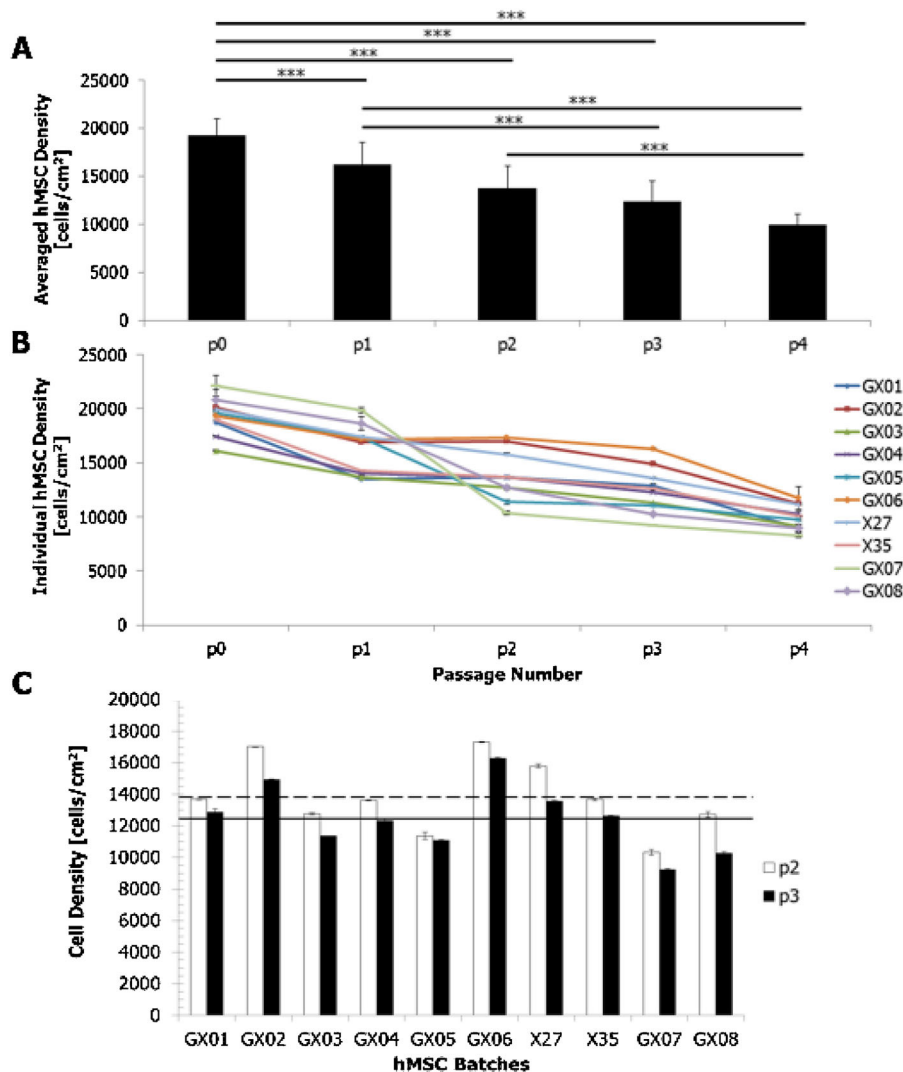 ***
***
A
***
***
***
***
***
25000
20000
15000
10000
5000
0
Averaged hMSC Density
[cells/cm²]
p0 p1 p2 p3 p4
B
25000
20000
15000
10000
5000
0
Individual hMSC Density
[cells/cm²]
p0 p1 p2 p3 p4
Passage Number
GX01
GX02
GX03
GX04
GX05
GX06
X27
X35
GX07
GX08
C
20000
18000
16000
14000
12000
10000
8000
6000
4000
2000
0
Cell Density [cells/cm²]
p2
p3
GX01 GX02 GX03 GX04 GX05 GX06 X27 X35 GX07 GX08
hMSC Batches